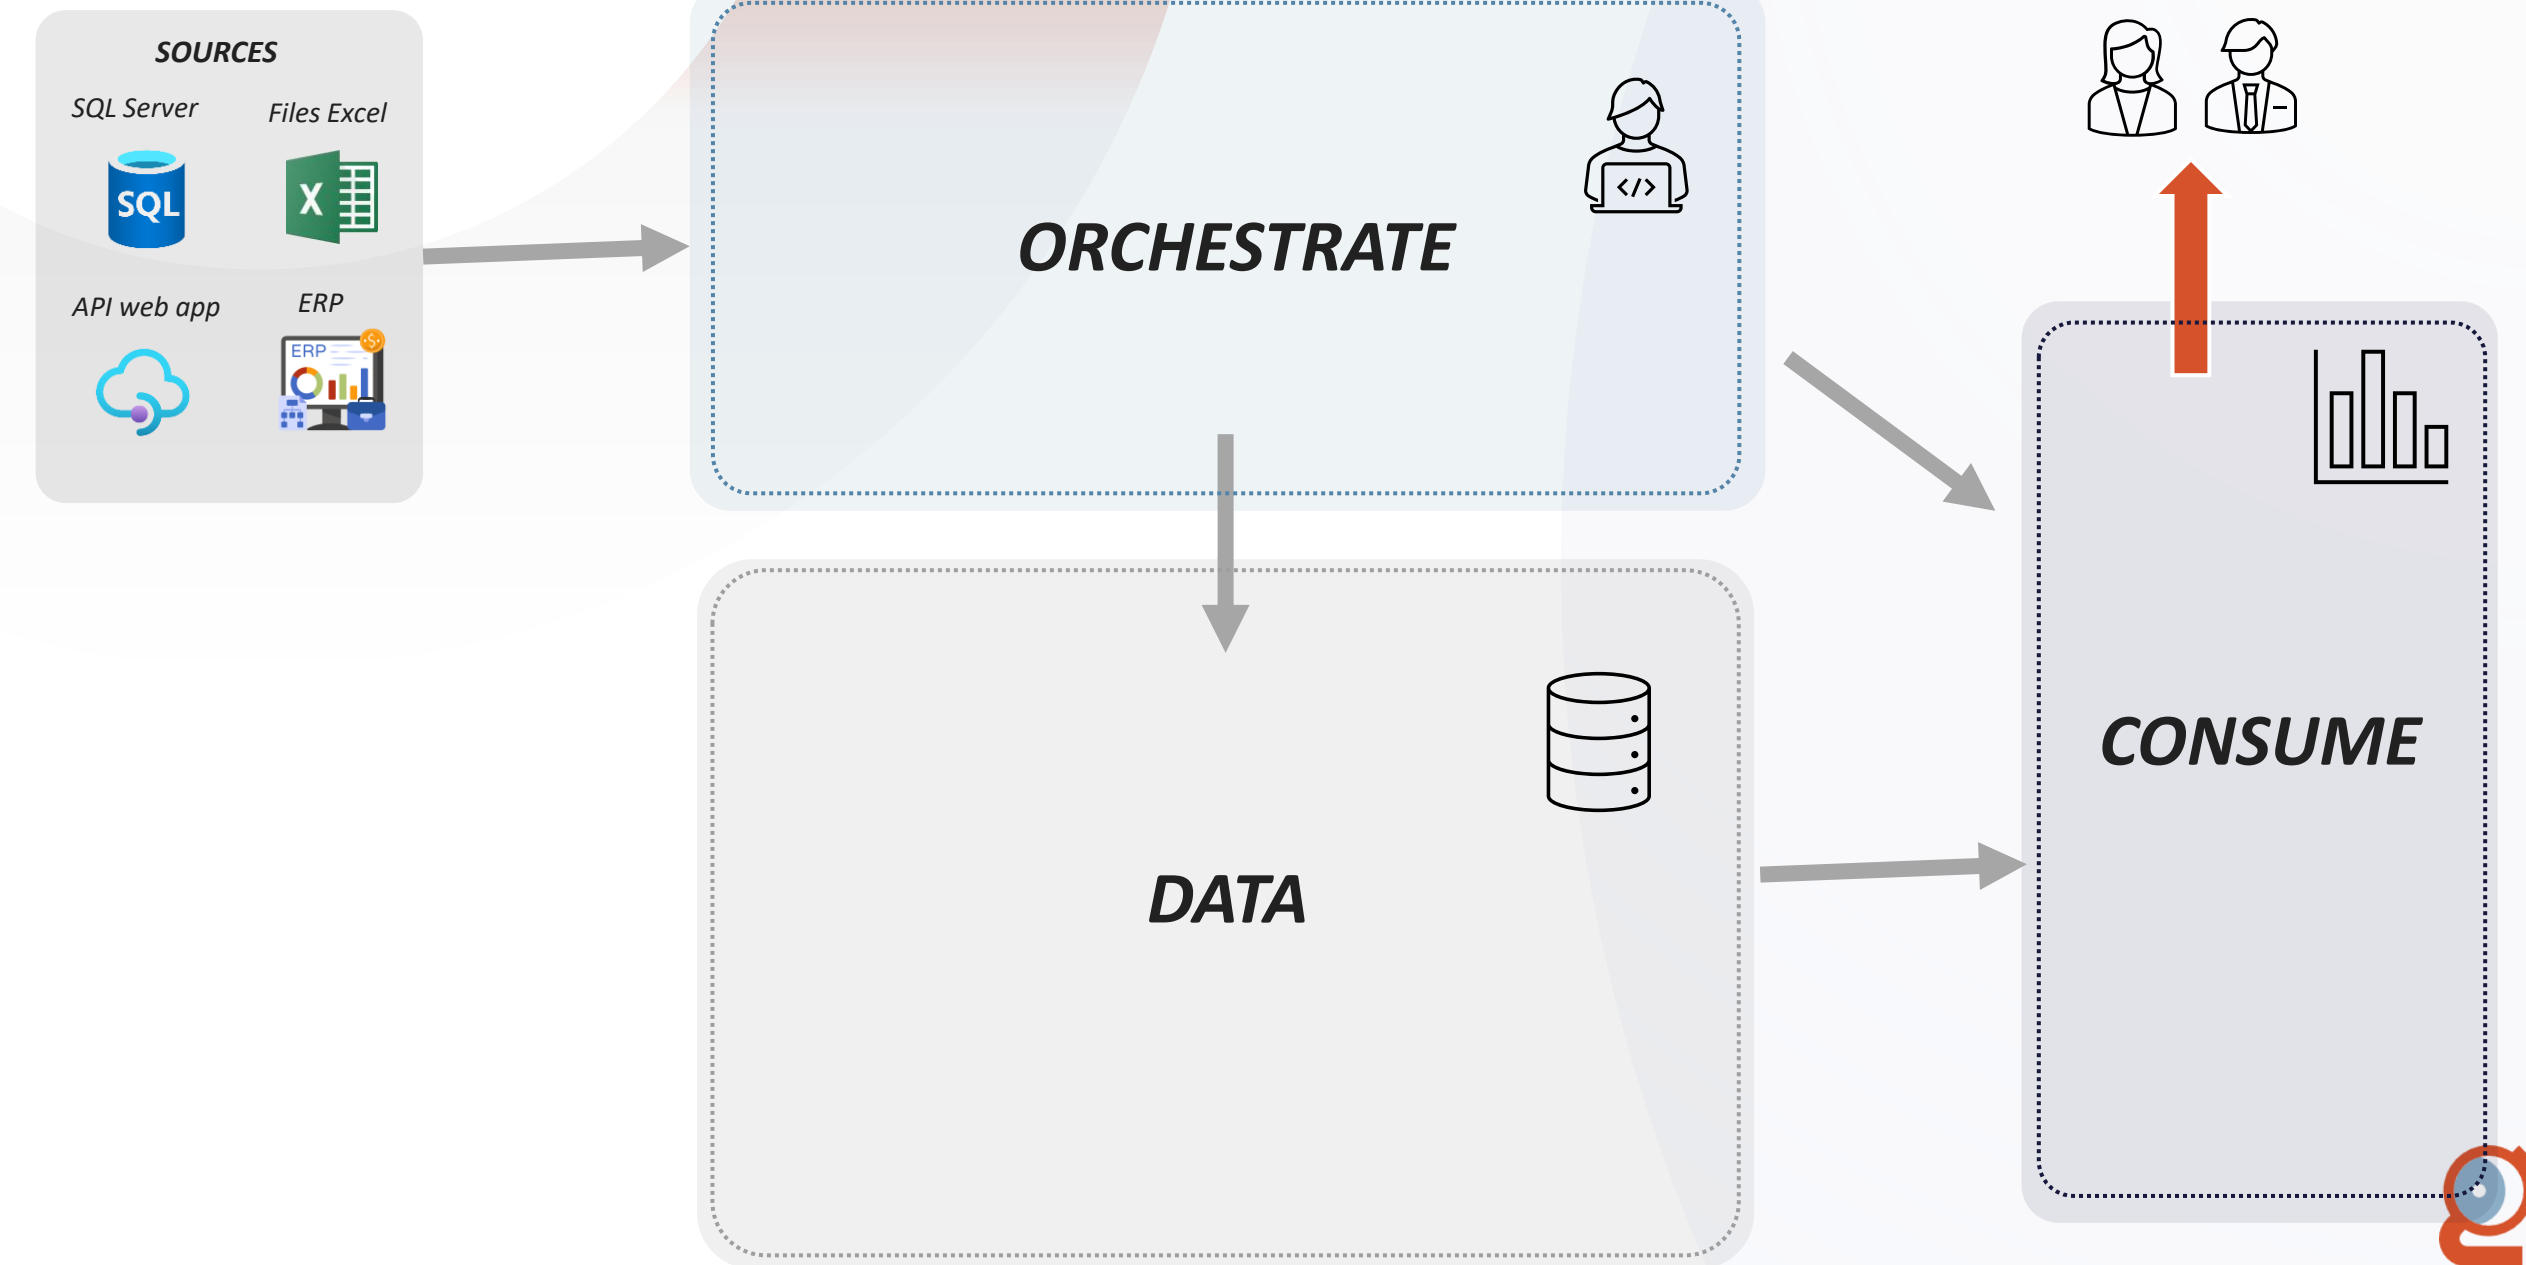 SOURCES
SQL Server
Files Excel
SQL
X
API web app
ERP
ERP
$
ORCHESTRATE
</>
DATA
CONSUME
g